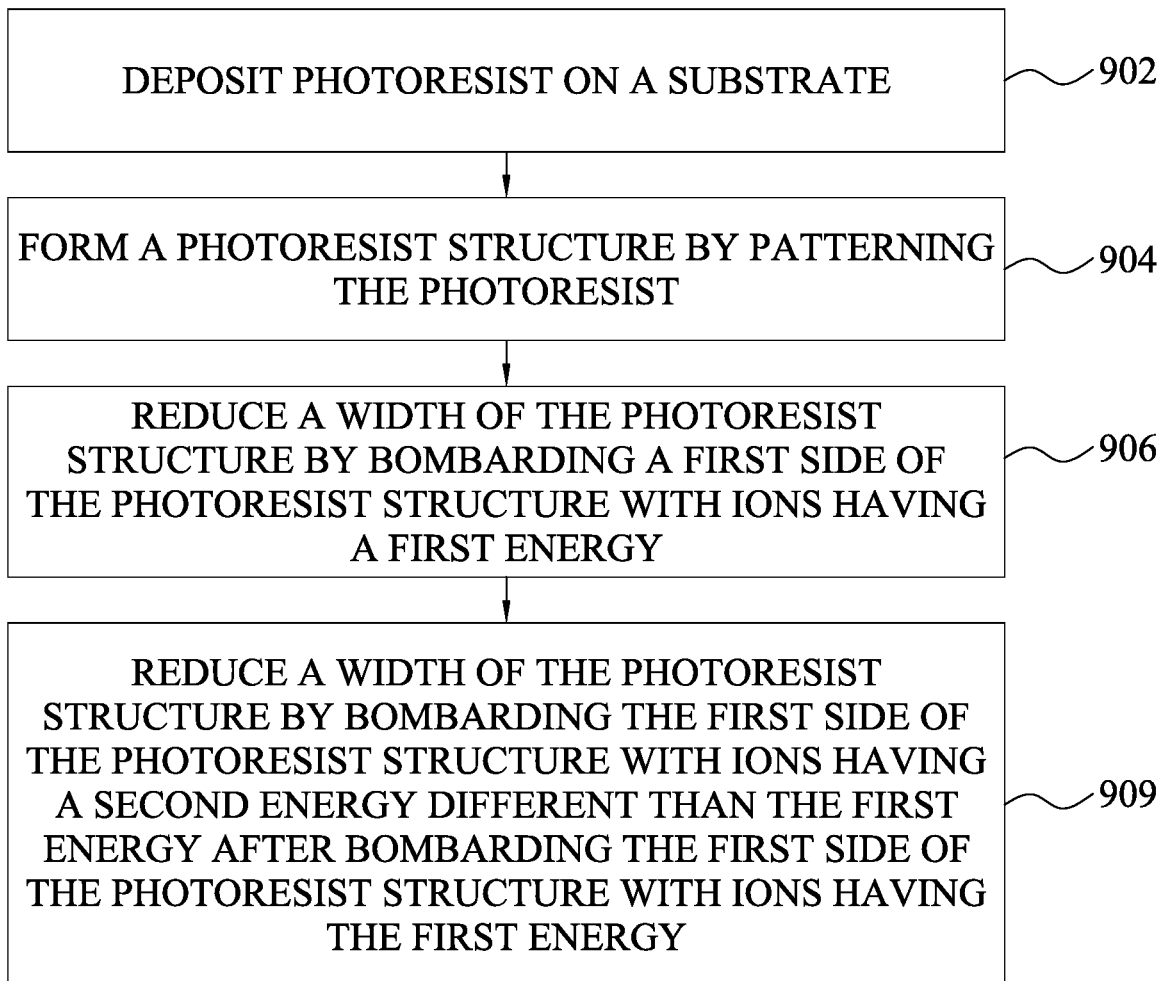 DEPOSIT PHOTORESIST ON A SUBSTRATE
902
FORM A PHOTORESIST STRUCTURE BY PATTERNING
THE PHOTORESIST
904
REDUCE A WIDTH OF THE PHOTORESIST
STRUCTURE BY BOMBARDING A FIRST SIDE OF
THE PHOTORESIST STRUCTURE WITH IONS HAVING
A FIRST ENERGY
906
REDUCE A WIDTH OF THE PHOTORESIST
STRUCTURE BY BOMBARDING THE FIRST SIDE OF
THE PHOTORESIST STRUCTURE WITH IONS HAVING
A SECOND ENERGY DIFFERENT THAN THE FIRST
ENERGY AFTER BOMBARDING THE FIRST SIDE OF
THE PHOTORESIST STRUCTURE WITH IONS HAVING
THE FIRST ENERGY
909